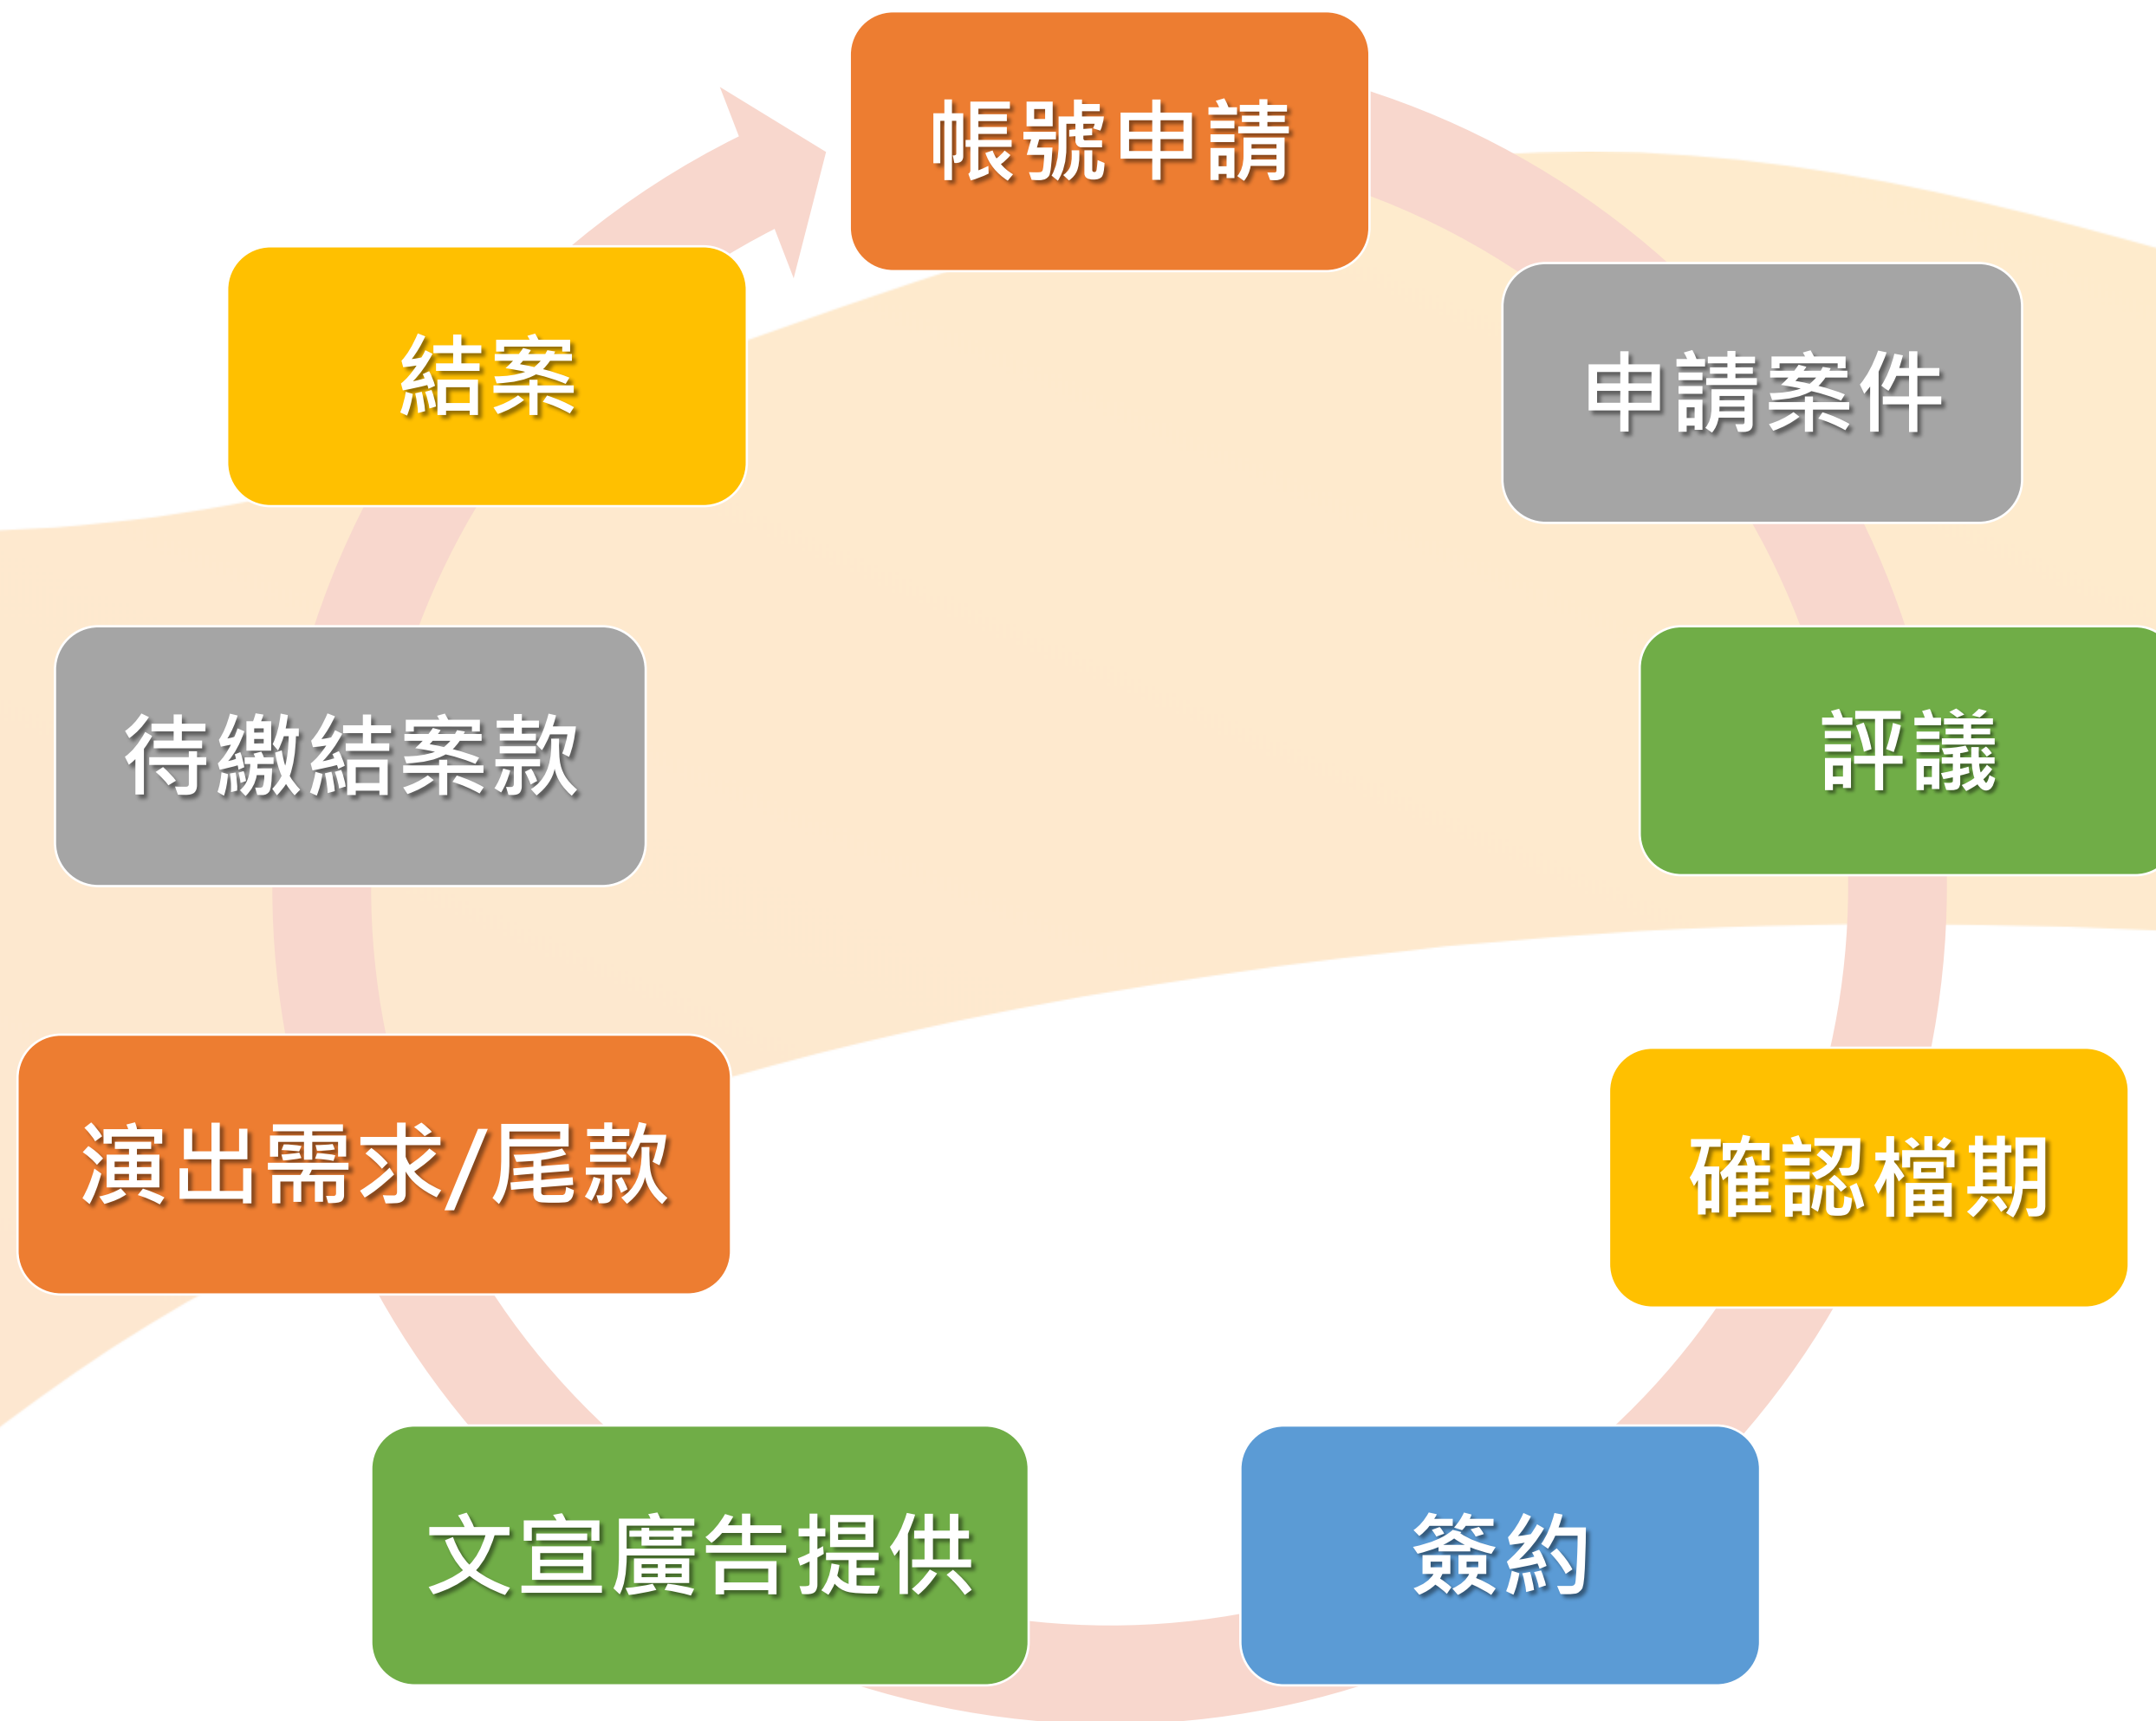 帳號申請
申請案件
評議
確認檔期
簽約
文宣廣告提供
演出需求/尾款
待繳結案款
結案